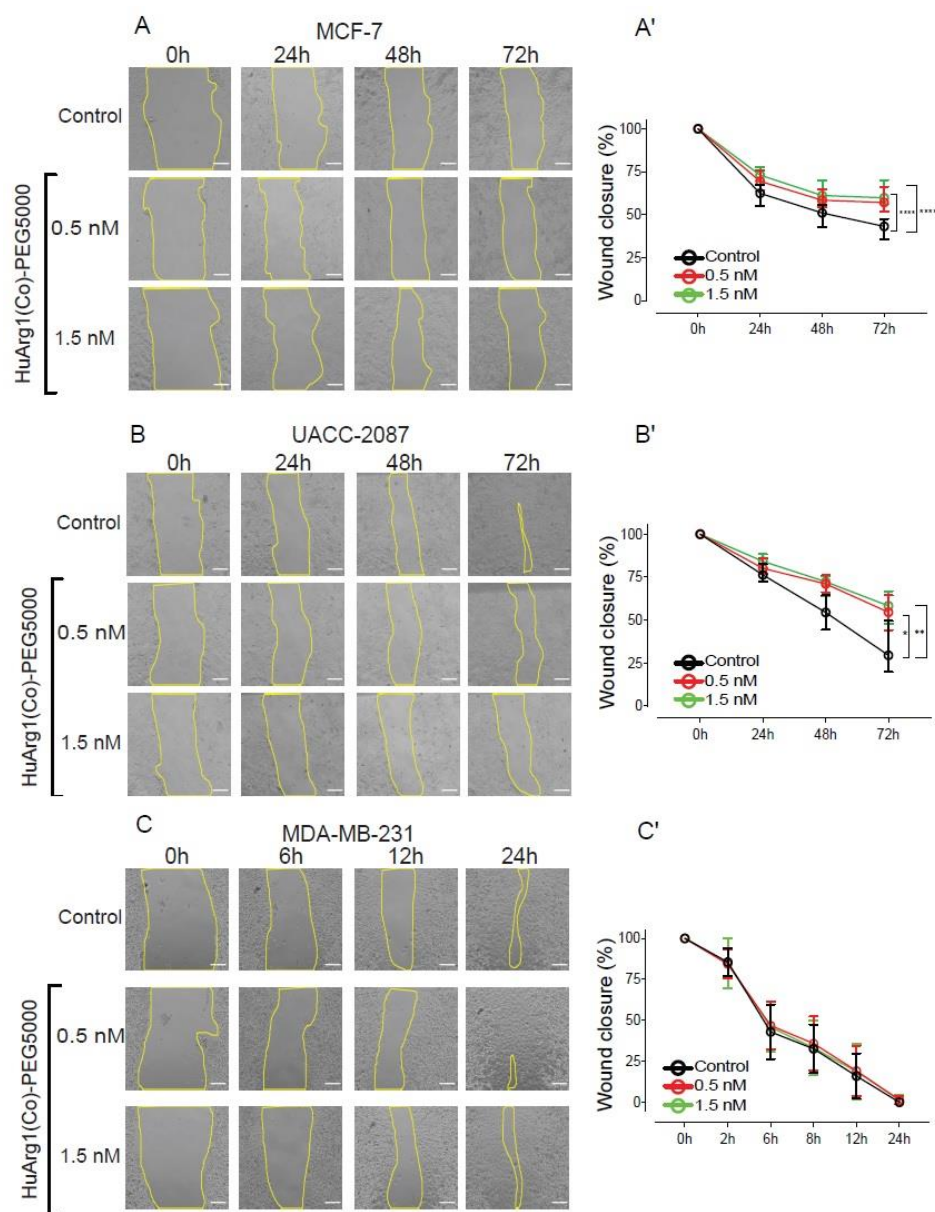 A
MCF-7
0h 24h 48h 72h
Control
HuArg1(Co)-PEG5000
0.5 nM
1.5 nM
A'
Wound closure (%)
100
75
50
25
0
**** ****
Control
0.5 nM
1.5 nM
0h 24h 48h 72h
B
UACC-2087
0h 24h 48h 72h
Control
HuArg1(Co)-PEG5000
0.5 nM
1.5 nM
B'
Wound closure (%)
100
75
50
25
0
* **
Control
0.5 nM
1.5 nM
0h 24h 48h 72h
C
MDA-MB-231
0h 6h 12h 24h
Control
HuArg1(Co)-PEG5000
0.5 nM
1.5 nM
C'
Wound closure (%)
100
75
50
25
0
Control
0.5 nM
1.5 nM
0h 2h 6h 8h 12h 24h